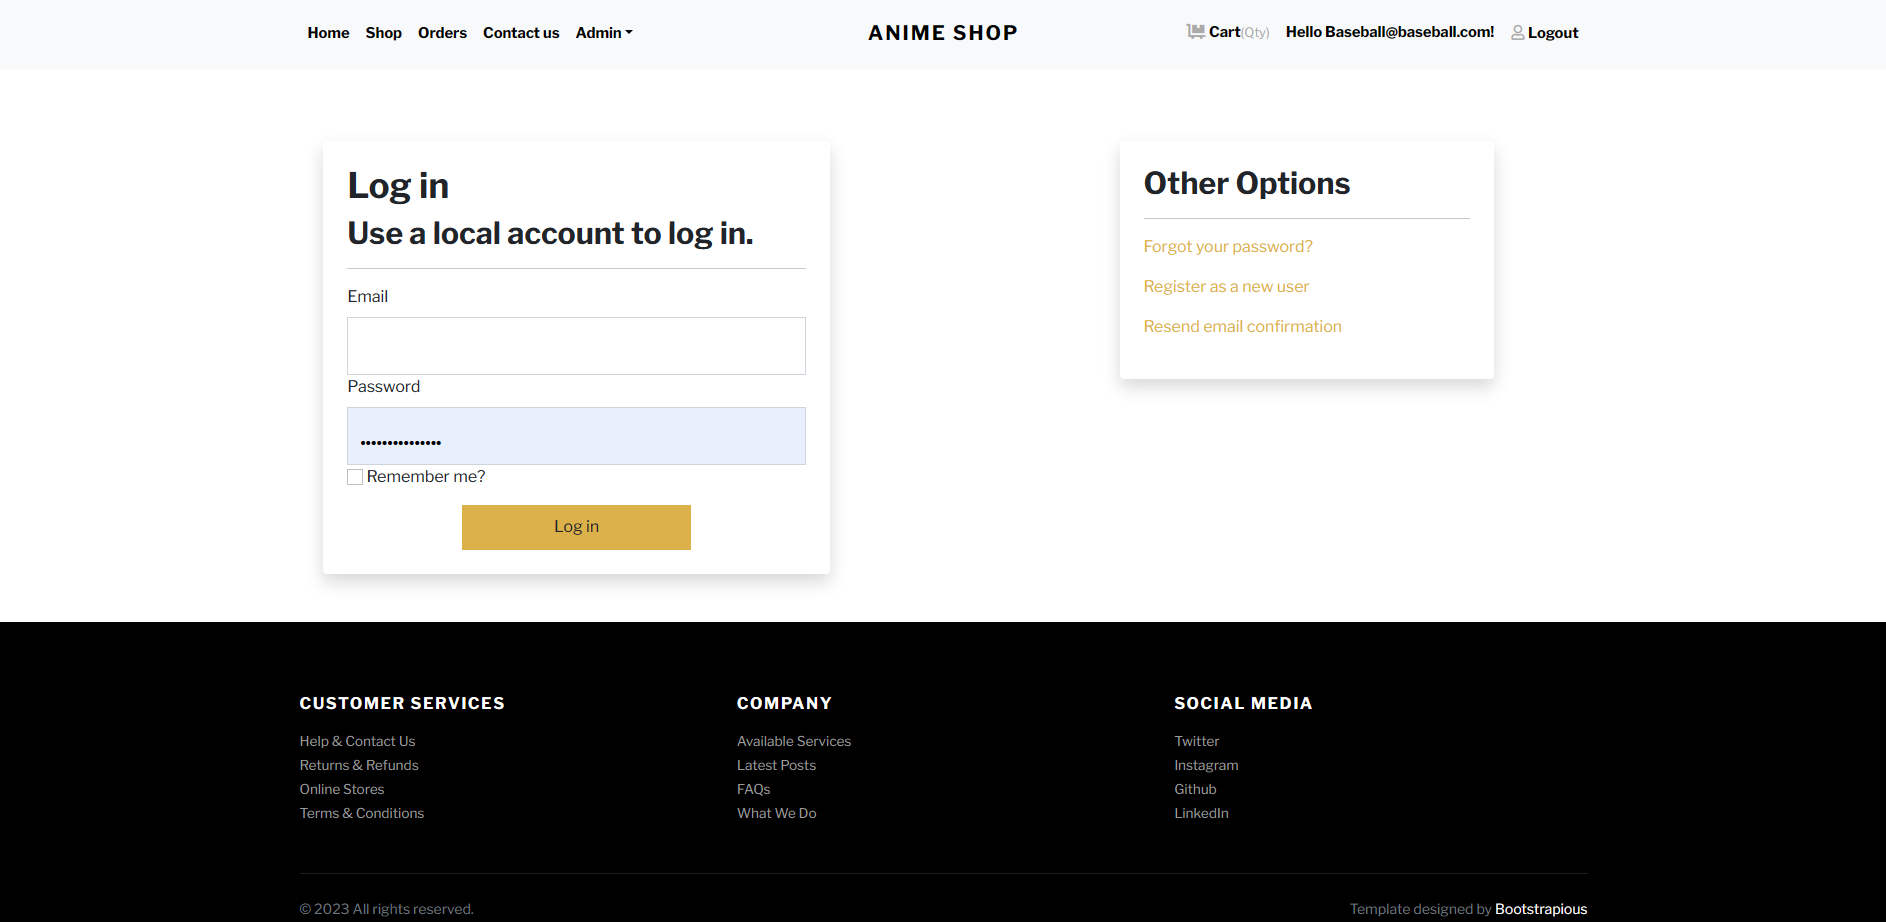 Home Shop Orders Contact us Admin
ANIME SHOP
Cart(Qty) Hello Baseball@baseball.com! Logout
Log in
Use a local account to log in.
Email
Password
Remember me?
Log in
Other Options
Forgot your password?
Register as a new user
Resend email confirmation
CUSTOMER SERVICES
Help & Contact Us
Returns & Refunds
Online Stores
Terms & Conditions
COMPANY
Available Services
Latest Posts
FAQs
What We Do
SOCIAL MEDIA
Twitter
Instagram
Github
LinkedIn
© 2023 All rights reserved.
Template designed by Bootstrapious